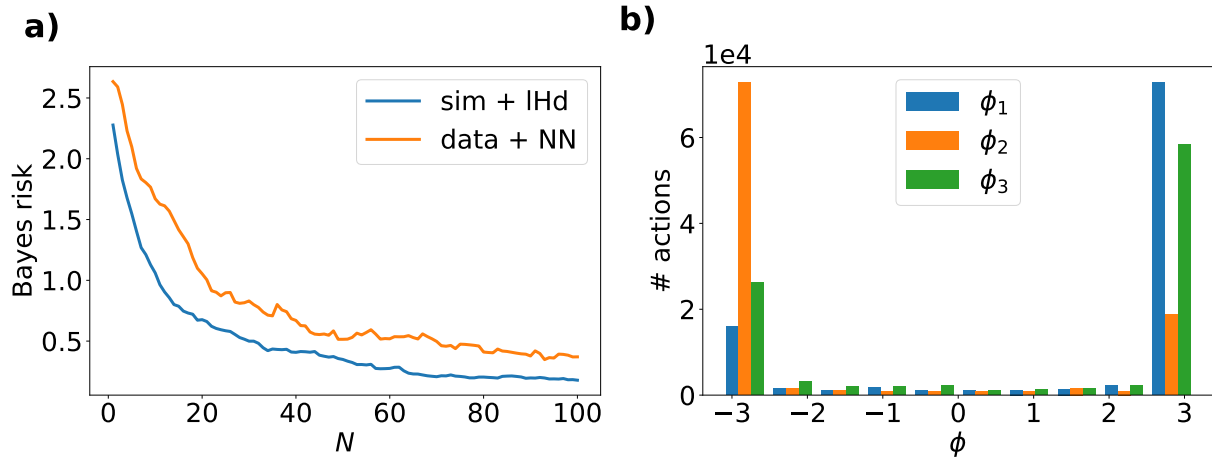 a)
Bayes risk
2.5
2.0
1.5
1.0
0.5
0
20
40
60
80
100
N
sim + lHd
data + NN
b)
1e4
# actions
6
4
2
0
−3
−2
−1
0
1
2
3
ϕ
ϕ₁
ϕ₂
ϕ₃